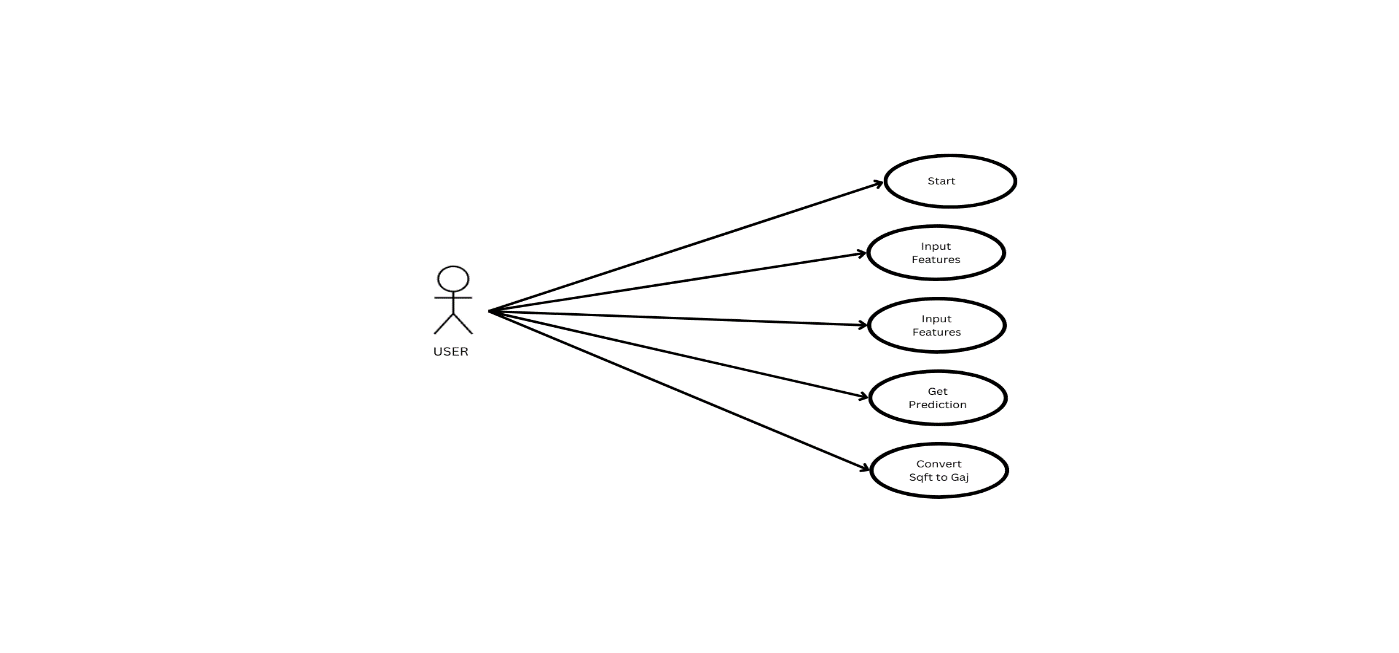 Start
Input
Features
Input
Features
USER
Get
Prediction
Convert
Sqft to Gaj